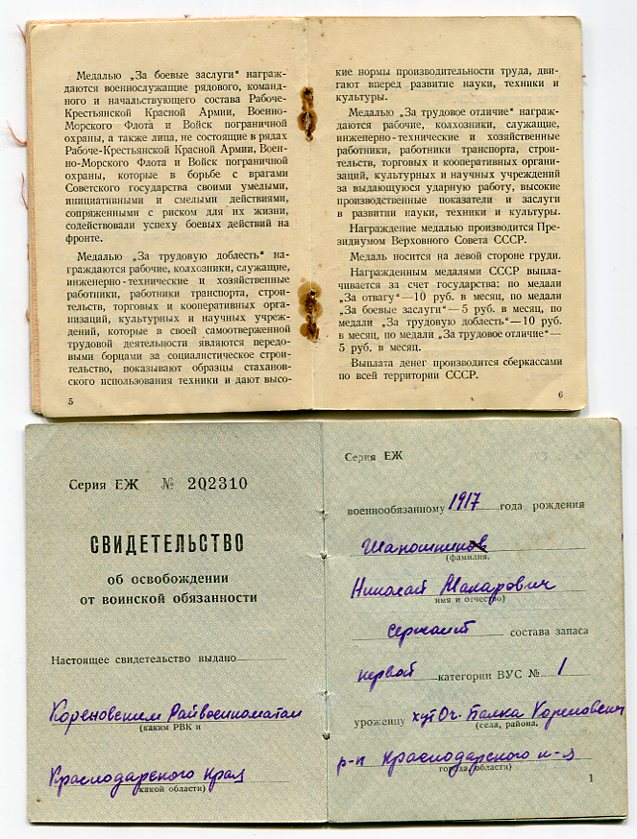 Медалью „За боевые заслуги“ награж-
даются военнослужащие рядового, команд-
ного и начальствующего состава Рабоче-
Крестьянской Красной Армии, Военно-
Морского Флота и Войск пограничной
охраны, а также лица, не состоящие в рядах
Рабоче-Крестьянской Красной Армии, Воен-
но-Морского Флота и Войск пограничной
охраны, которые в борьбе с врагами
Советского государства своими умелыми,
инициативными и смелыми действиями,
сопряженными с риском для их жизни,
содействовали успеху боевых действий на
фронте.
Медалью „За трудовую доблесть“ на-
граждаются рабочие, колхозники, служащие,
инженерно-технические и хозяйственные
работники, работники транспорта, строи-
тельств, торговых и кооперативных орга-
низаций, культурных и научных учреж-
дений, которые в своей самоотверженной
трудовой деятельности являются передо-
выми борцами за социалистическое строи-
тельство, показывают образцы стаханов-
ского использования техники и дают высо-
5
кие нормы производительности труда, дви-
гают вперед развитие науки, техники и
культуры.
Медалью „За трудовое отличие“ награж-
даются рабочие, колхозники, служащие,
инженерно-технические и хозяйственные
работники, работники транспорта, строи-
тельств, торговых и кооперативных органи-
заций, культурных и научных учреждений
за выдающуюся ударную работу, высокие
производственные показатели и заслуги
в развитии науки, техники и культуры.
Награждение медалью производится Пре-
зидиумом Верховного Совета СССР.
Медаль носится на левой стороне груди.
Награжденным медалями СССР выпла-
чивается за счет государства: по медали
„За отвагу“—10 руб. в месяц, по медали
„За боевые заслуги“—5 руб. в месяц, по
медали „За трудовую доблесть“—10 руб.
в месяц, по медали „За трудовое отличие“—
5 руб. в месяц.
Выплата денег производится сберкассами
по всей территории СССР.
6
Серия ЕЖ № 202310
СВИДЕТЕЛЬСТВО
об освобождении
от воинской обязанности
Настоящее свидетельство выдано
Кореновским Райвоенкоматом
(каким РВК и
Краснодарского края
какой области)
Серия ЕЖ
военнообязанному 1917 года рождения
Шапошников
(фамилия,
Николай Макарович
имя и отчество)
сержант состава запаса
первой категории ВУС № 1
уроженцу хут Оч. Балка Кореновск
(села, района,
р-н Краснодарского к-я
города, области)
1